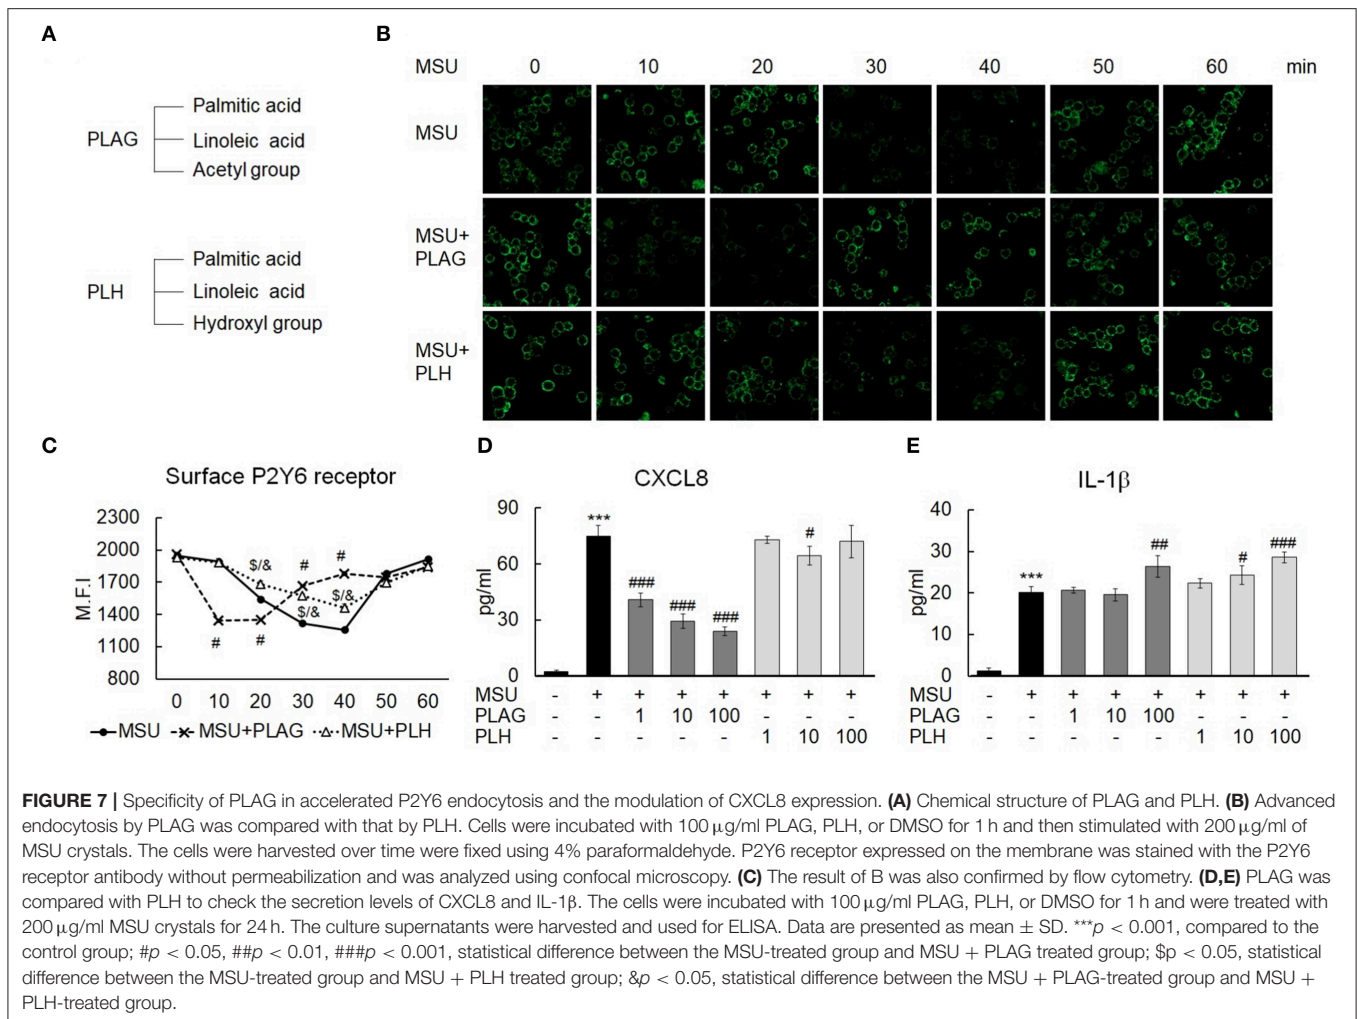 A
PLAG
Palmitic acid
Linoleic acid
Acetyl group
PLH
Palmitic acid
Linoleic acid
Hydroxyl group
B
MSU 0 10 20 30 40 50 60 min
MSU
MSU+
PLAG
MSU+
PLH
C
Surface P2Y6 receptor
M.F.I
2300
2000
1700
1400
1100
800
$/& # #
$/& $/&
# #
0 10 20 30 40 50 60
MSU MSU+PLAG MSU+PLH
D
CXCL8
pg/ml
90
60
30
0
*** ### ### ### #
MSU - + + + + + + +
PLAG - - 1 10 100 - - -
PLH - - - - - 1 10 100
E
IL-1β
pg/ml
40
30
20
10
0
*** ## # ###
MSU - + + + + + + +
PLAG - - 1 10 100 - - -
PLH - - - - - 1 10 100
FIGURE 7 | Specificity of PLAG in accelerated P2Y6 endocytosis and the modulation of CXCL8 expression. (A) Chemical structure of PLAG and PLH. (B) Advanced
endocytosis by PLAG was compared with that by PLH. Cells were incubated with 100 μg/ml PLAG, PLH, or DMSO for 1 h and then stimulated with 200 μg/ml of
MSU crystals. The cells were harvested over time were fixed using 4% paraformaldehyde. P2Y6 receptor expressed on the membrane was stained with the P2Y6
receptor antibody without permeabilization and was analyzed using confocal microscopy. (C) The result of B was also confirmed by flow cytometry. (D,E) PLAG was
compared with PLH to check the secretion levels of CXCL8 and IL-1β. The cells were incubated with 100 μg/ml PLAG, PLH, or DMSO for 1 h and were treated with
200 μg/ml MSU crystals for 24 h. The culture supernatants were harvested and used for ELISA. Data are presented as mean ± SD. ***p < 0.001, compared to the
control group; #p < 0.05, ##p < 0.01, ###p < 0.001, statistical difference between the MSU-treated group and MSU + PLAG treated group; $p < 0.05, statistical
difference between the MSU-treated group and MSU + PLH treated group; &p < 0.05, statistical difference between the MSU + PLAG-treated group and MSU +
PLH-treated group.